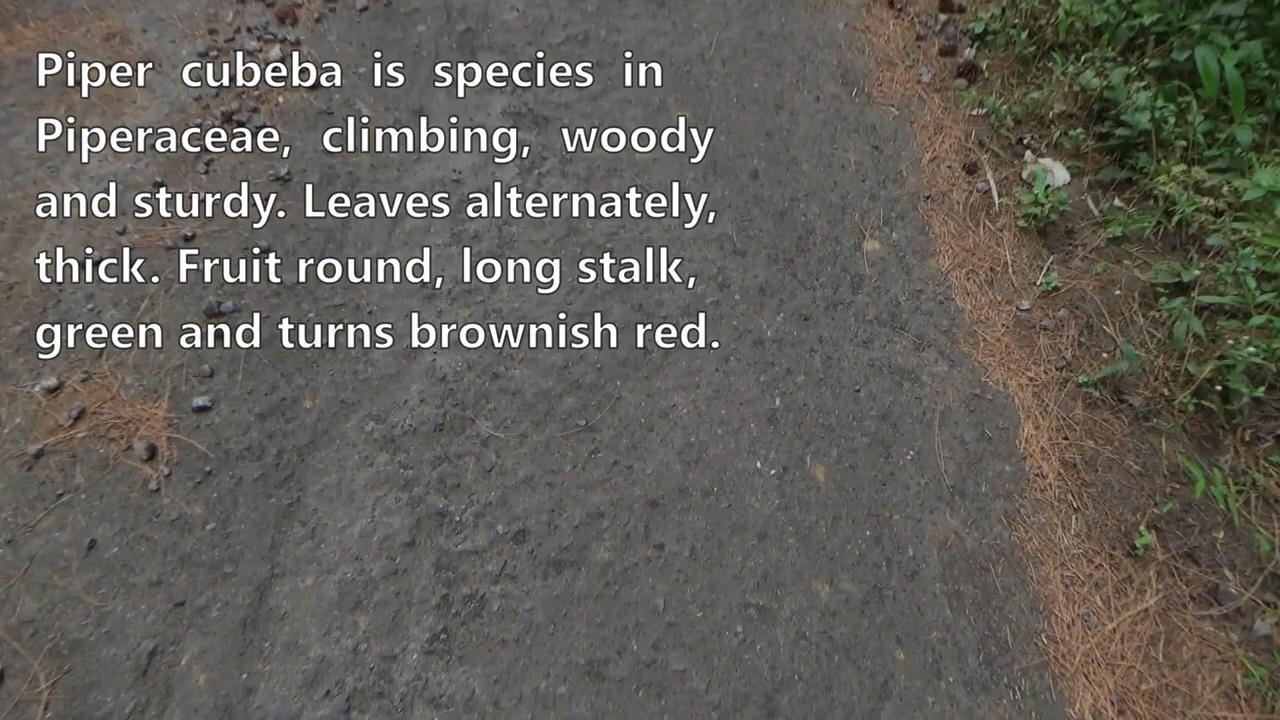 Piper cubeba is species in
Piperaceae, climbing, woody
and sturdy. Leaves alternately,
thick. Fruit round, long stalk,
green and turns brownish red.